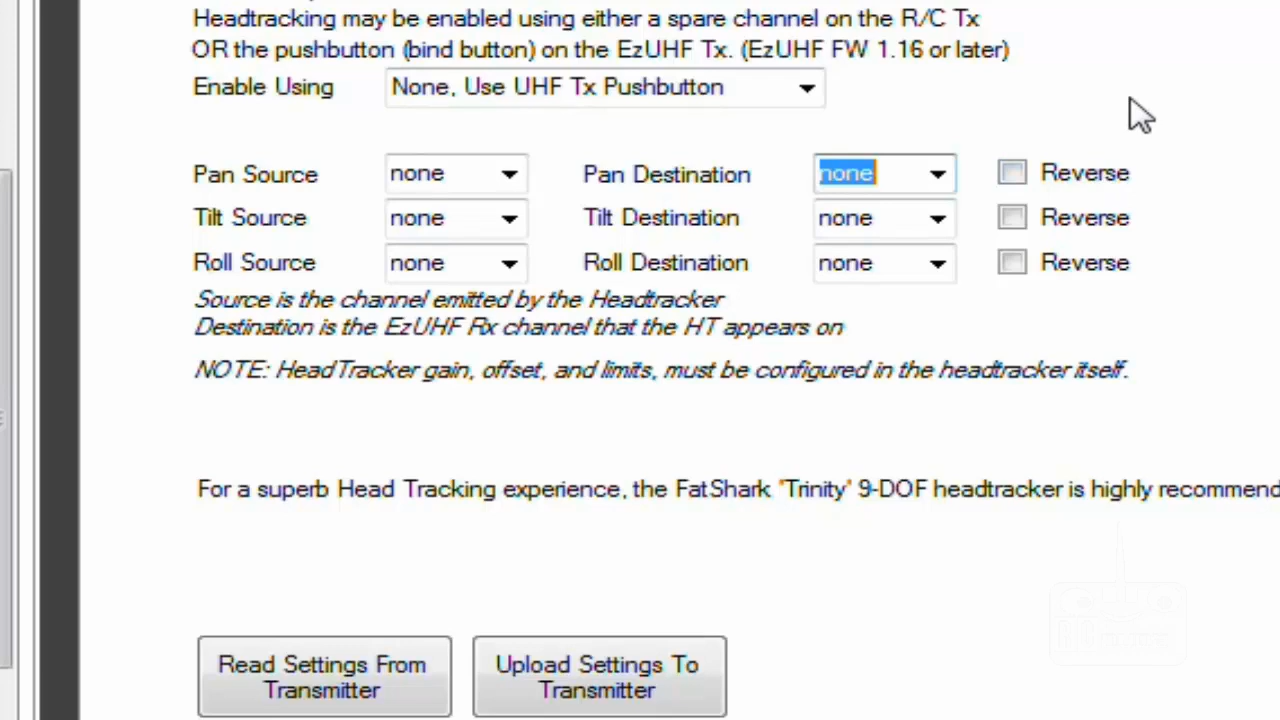 Headtracking may be enabled using either a spare channel on the R/C Tx
OR the pushbutton (bind button) on the EzUHF Tx. (EzUHF FW 1.16 or later)
Enable Using None, Use UHF Tx Pushbutton
Pan Source none Pan Destination none Reverse
Tilt Source none Tilt Destination none Reverse
Roll Source none Roll Destination none Reverse
Source is the channel emitted by the Headtracker
Destination is the EzUHF Rx channel that the HT appears on
NOTE: HeadTracker gain, offset, and limits, must be configured in the headtracker itself.
For a superb Head Tracking experience, the FatShark "Trinity" 9-DOF headtracker is highly recommend
Read Settings From
Transmitter
Upload Settings To
Transmitter